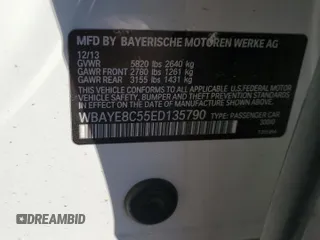 MFD BY BAYERISCHE MOTOREN WERKE AG
12/13
GVWR 5820 lbs 2640 kg
GAWR FRONT 2780 lbs 1261 kg
GAWR REAR 3155 lbs 1431 kg
THIS VEHICLE CONFORMS TO ALL APPLICABLE U.S. FEDERAL MOTOR
VEHICLE SAFETY, BUMPER, AND THEFT PREVENTION STANDARDS
IN EFFECT ON THE DATE OF MANUFACTURE SHOWN ABOVE.
WBAYE8C55ED135790 TYPE: PASSENGER CAR
DREAMBID